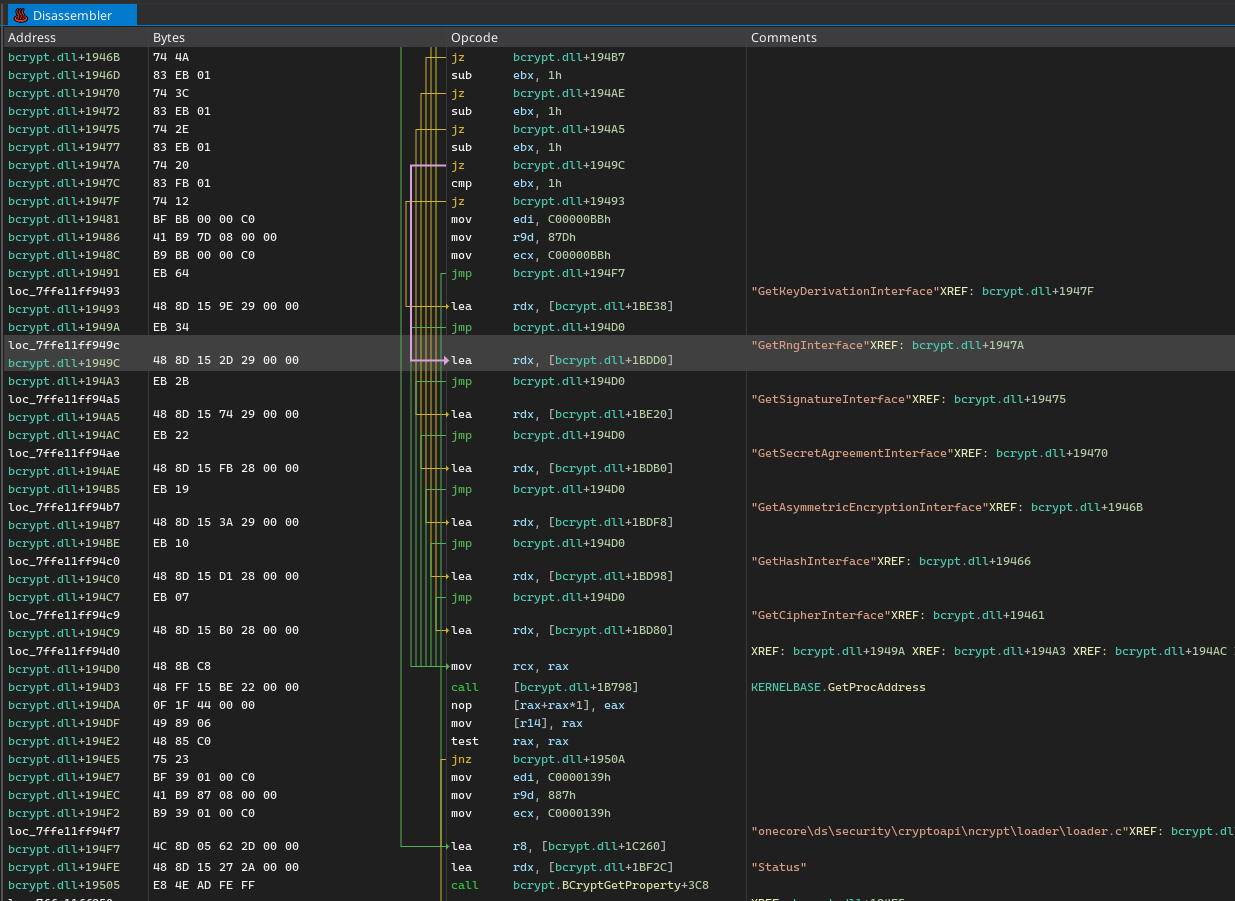 Disassembler
Address Bytes Opcode Comments
bcrypt.dll+1946B 74 4A jz bcrypt.dll+194B7
bcrypt.dll+1946D 83 EB 01 sub ebx, 1h
bcrypt.dll+19470 74 3C jz bcrypt.dll+194AE
bcrypt.dll+19472 83 EB 01 sub ebx, 1h
bcrypt.dll+19475 74 2E jz bcrypt.dll+194A5
bcrypt.dll+19477 83 EB 01 sub ebx, 1h
bcrypt.dll+1947A 74 20 jz bcrypt.dll+1949C
bcrypt.dll+1947C 83 FB 01 cmp ebx, 1h
bcrypt.dll+1947F 74 12 jz bcrypt.dll+19493
bcrypt.dll+19481 BF BB 00 00 C0 mov edi, C00000BBh
bcrypt.dll+19486 41 B9 7D 08 00 00 mov r9d, 87Dh
bcrypt.dll+1948C B9 BB 00 00 C0 mov ecx, C00000BBh
bcrypt.dll+19491 EB 64 jmp bcrypt.dll+194F7
loc_7ffe11ff9493 "GetKeyDerivationInterface"XREF: bcrypt.dll+1947F
bcrypt.dll+19493 48 8D 15 9E 29 00 00 lea rdx, [bcrypt.dll+1BE38]
bcrypt.dll+1949A EB 34 jmp bcrypt.dll+194D0
loc_7ffe11ff949c "GetRngInterface"XREF: bcrypt.dll+1947A
bcrypt.dll+1949C 48 8D 15 2D 29 00 00 lea rdx, [bcrypt.dll+1BDD0]
bcrypt.dll+194A3 EB 2B jmp bcrypt.dll+194D0
loc_7ffe11ff94a5 "GetSignatureInterface"XREF: bcrypt.dll+19475
bcrypt.dll+194A5 48 8D 15 74 29 00 00 lea rdx, [bcrypt.dll+1BE20]
bcrypt.dll+194AC EB 22 jmp bcrypt.dll+194D0
loc_7ffe11ff94ae "GetSecretAgreementInterface"XREF: bcrypt.dll+19470
bcrypt.dll+194AE 48 8D 15 FB 28 00 00 lea rdx, [bcrypt.dll+1BDB0]
bcrypt.dll+194B5 EB 19 jmp bcrypt.dll+194D0
loc_7ffe11ff94b7 "GetAsymmetricEncryptionInterface"XREF: bcrypt.dll+1946B
bcrypt.dll+194B7 48 8D 15 3A 29 00 00 lea rdx, [bcrypt.dll+1BDF8]
bcrypt.dll+194BE EB 10 jmp bcrypt.dll+194D0
loc_7ffe11ff94c0 "GetHashInterface"XREF: bcrypt.dll+19466
bcrypt.dll+194C0 48 8D 15 D1 28 00 00 lea rdx, [bcrypt.dll+1BD98]
bcrypt.dll+194C7 EB 07 jmp bcrypt.dll+194D0
loc_7ffe11ff94c9 "GetCipherInterface"XREF: bcrypt.dll+19461
bcrypt.dll+194C9 48 8D 15 B0 28 00 00 lea rdx, [bcrypt.dll+1BD80]
loc_7ffe11ff94d0 XREF: bcrypt.dll+1949A XREF: bcrypt.dll+194A3 XREF: bcrypt.dll+194AC
bcrypt.dll+194D0 48 8B C8 mov rcx, rax
bcrypt.dll+194D3 48 FF 15 BE 22 00 00 call [bcrypt.dll+1B798] KERNELBASE.GetProcAddress
bcrypt.dll+194DA 0F 1F 44 00 00 nop [rax+rax*1], eax
bcrypt.dll+194DF 49 89 06 mov [r14], rax
bcrypt.dll+194E2 48 85 C0 test rax, rax
bcrypt.dll+194E5 75 23 jnz bcrypt.dll+1950A
bcrypt.dll+194E7 BF 39 01 00 C0 mov edi, C0000139h
bcrypt.dll+194EC 41 B9 87 08 00 00 mov r9d, 887h
bcrypt.dll+194F2 B9 39 01 00 C0 mov ecx, C0000139h
loc_7ffe11ff94f7 "onecore\ds\security\cryptoapi\ncrypt\loader\loader.c"XREF: bcrypt.dl
bcrypt.dll+194F7 4C 8D 05 62 2D 00 00 lea r8, [bcrypt.dll+1C260]
bcrypt.dll+194FE 48 8D 15 27 2A 00 00 lea rdx, [bcrypt.dll+1BF2C] "Status"
bcrypt.dll+19505 E8 4E AD FE FF call bcrypt.BCryptGetProperty+3C8